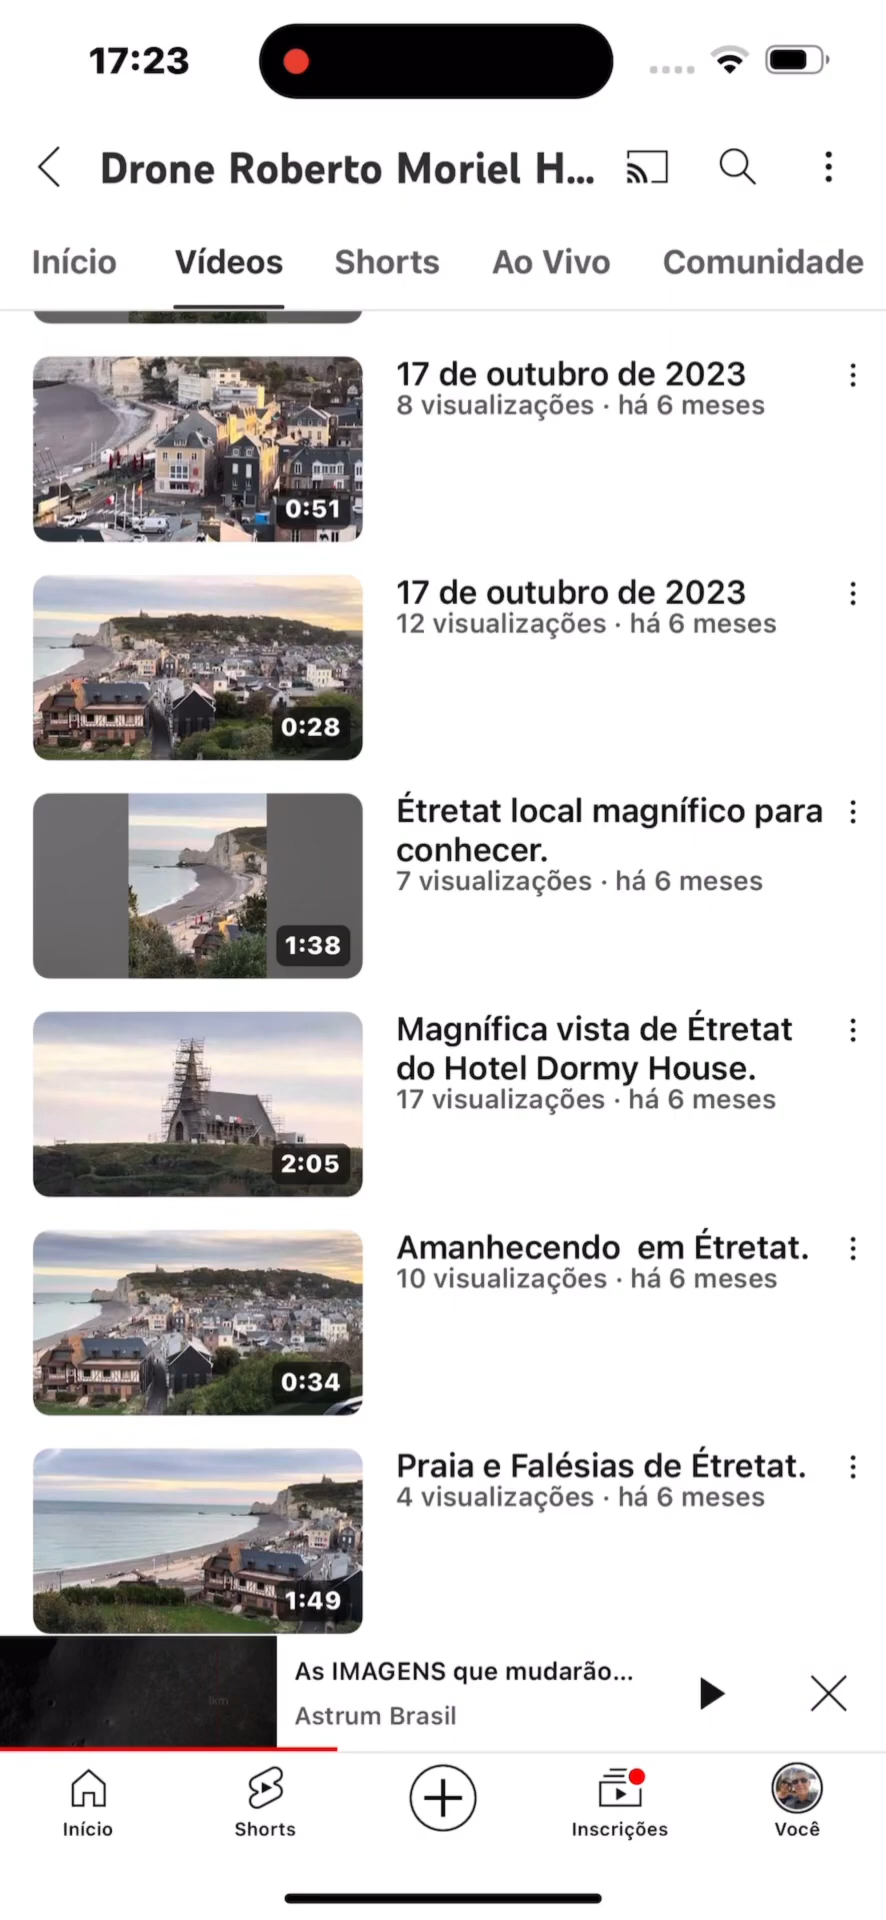 17:23
Drone Roberto Moriel H...
Início Vídeos Shorts Ao Vivo Comunidade
17 de outubro de 2023
8 visualizações · há 6 meses
0:51
17 de outubro de 2023
12 visualizações · há 6 meses
0:28
Étretat local magnífico para
conhecer.
7 visualizações · há 6 meses
1:38
Magnífica vista de Étretat
do Hotel Dormy House.
17 visualizações · há 6 meses
2:05
Amanhecendo  em Étretat.
10 visualizações · há 6 meses
0:34
Praia e Falésias de Étretat.
4 visualizações · há 6 meses
1:49
1km
As IMAGENS que mudarão...
Astrum Brasil
Início Shorts Inscrições Você